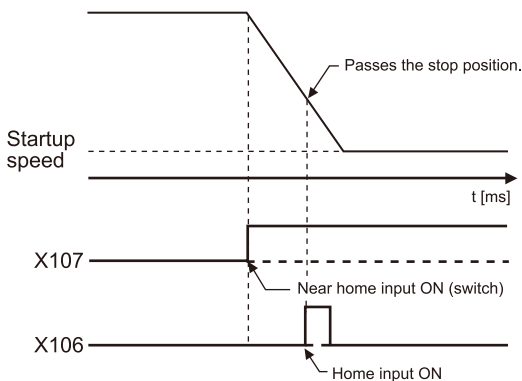 Passes the stop position.
Startup
speed
t [ms]
X107
Near home input ON (switch)
X106
Home input ON